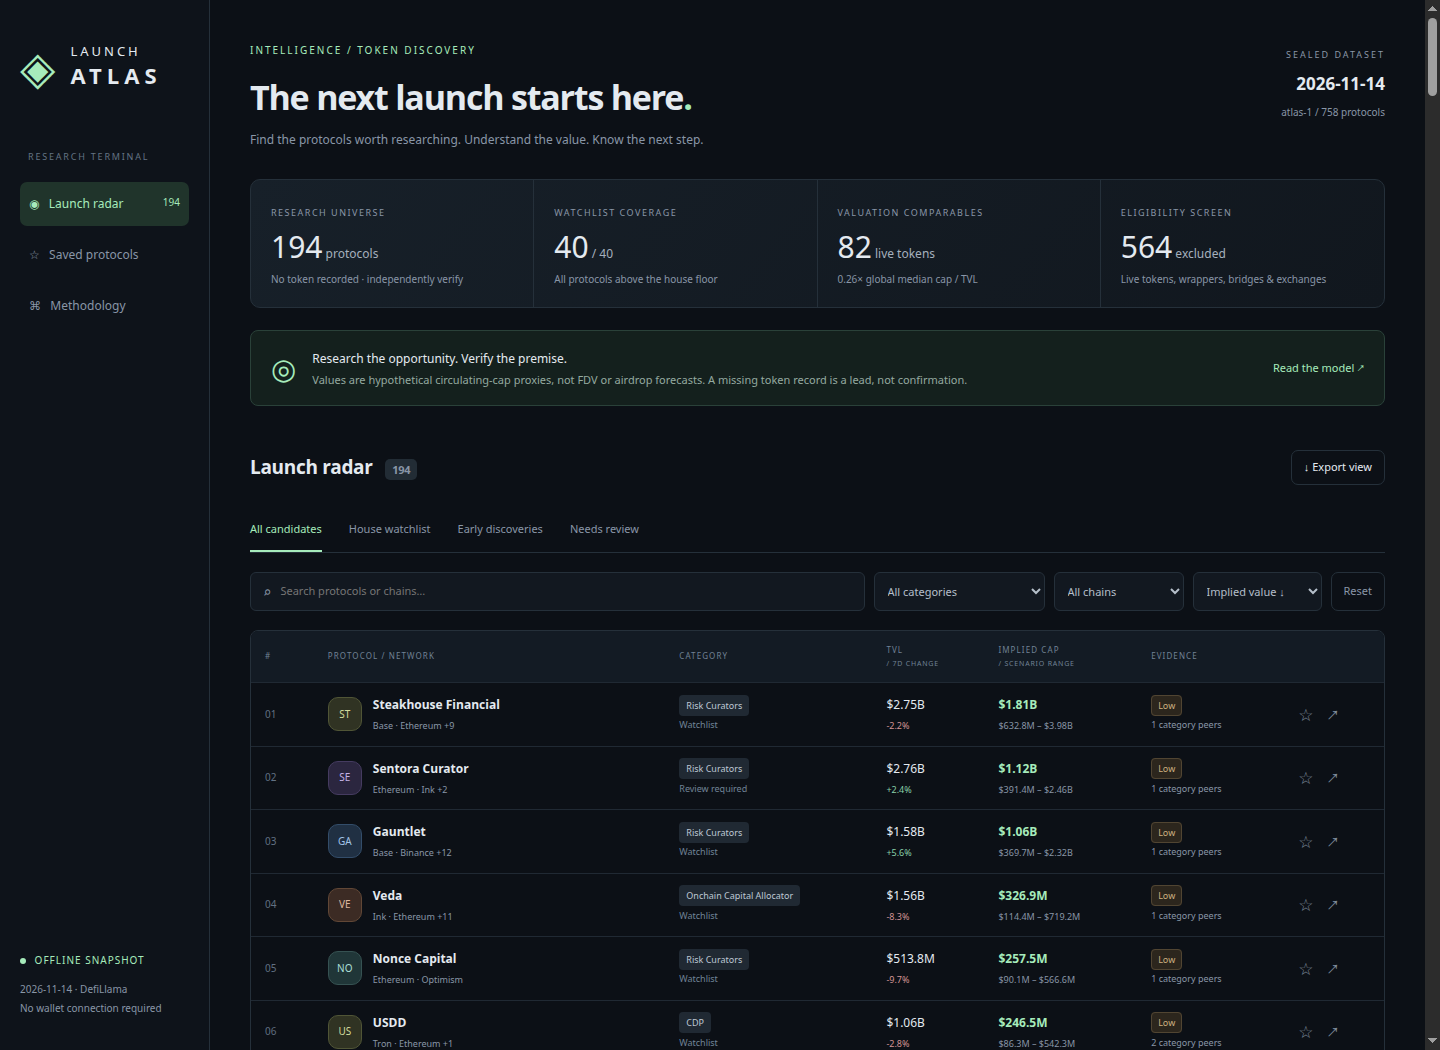 LAUNCH
ATLAS
RESEARCH TERMINAL
Launch radar 194
Saved protocols
Methodology
OFFLINE SNAPSHOT
2026-11-14 · DefiLlama
No wallet connection required
INTELLIGENCE / TOKEN DISCOVERY
The next launch starts here.
Find the protocols worth researching. Understand the value. Know the next step.
SEALED DATASET
2026-11-14
atlas-1 / 758 protocols
RESEARCH UNIVERSE
194 protocols
No token recorded · independently verify
WATCHLIST COVERAGE
40 / 40
All protocols above the house floor
VALUATION COMPARABLES
82 live tokens
0.26× global median cap / TVL
ELIGIBILITY SCREEN
564 excluded
Live tokens, wrappers, bridges & exchanges
Research the opportunity. Verify the premise.
Values are hypothetical circulating-cap proxies, not FDV or airdrop forecasts. A missing token record is a lead, not confirmation.
Read the model ↗
Launch radar 194
↓ Export view
All candidates House watchlist Early discoveries Needs review
Search protocols or chains...
All categories
All chains
Implied value ↓
Reset
# PROTOCOL / NETWORK CATEGORY TVL / 7D CHANGE IMPLIED CAP / SCENARIO RANGE EVIDENCE
01 ST Steakhouse Financial Risk Curators $2.75B $1.81B Low
Base · Ethereum +9 Watchlist -2.2% $632.8M – $3.98B 1 category peers
02 SE Sentora Curator Risk Curators $2.76B $1.12B Low
Ethereum · Ink +2 Review required +2.4% $391.4M – $2.46B 1 category peers
03 GA Gauntlet Risk Curators $1.58B $1.06B Low
Base · Binance +12 Watchlist +5.6% $369.7M – $2.32B 1 category peers
04 VE Veda Onchain Capital Allocator $1.56B $326.9M Low
Ink · Ethereum +11 Watchlist -8.3% $114.4M – $719.2M 1 category peers
05 NO Nonce Capital Risk Curators $513.8M $257.5M Low
Ethereum · Optimism Watchlist -9.7% $90.1M – $566.6M 1 category peers
06 US USDD CDP $1.06B $246.5M Low
Tron · Ethereum +1 Watchlist -2.8% $86.3M – $542.3M 2 category peers